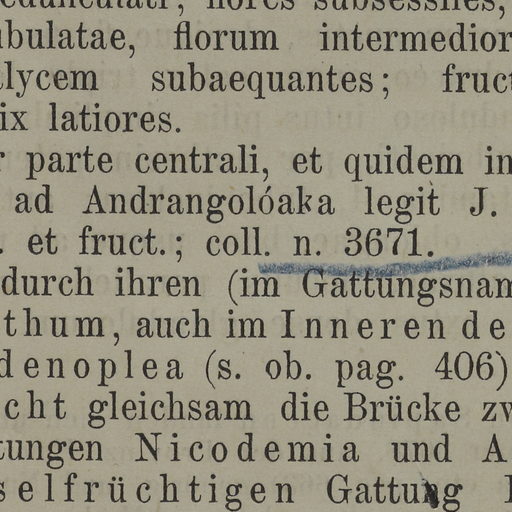 bulatae, florum intermedior
lycem subaequantes; fruct
ix latiores.
r parte centrali, et quidem in
ad Andrangolóaka legit J.
. et fruct.; coll. n. 3671.
durch ihren (im Gattungsnam
thum, auch im Inneren de
denoplea (s. ob. pag. 406)
cht gleichsam die Brücke zw
tungen Nicodemia und A
selfrüchtigen Gattung